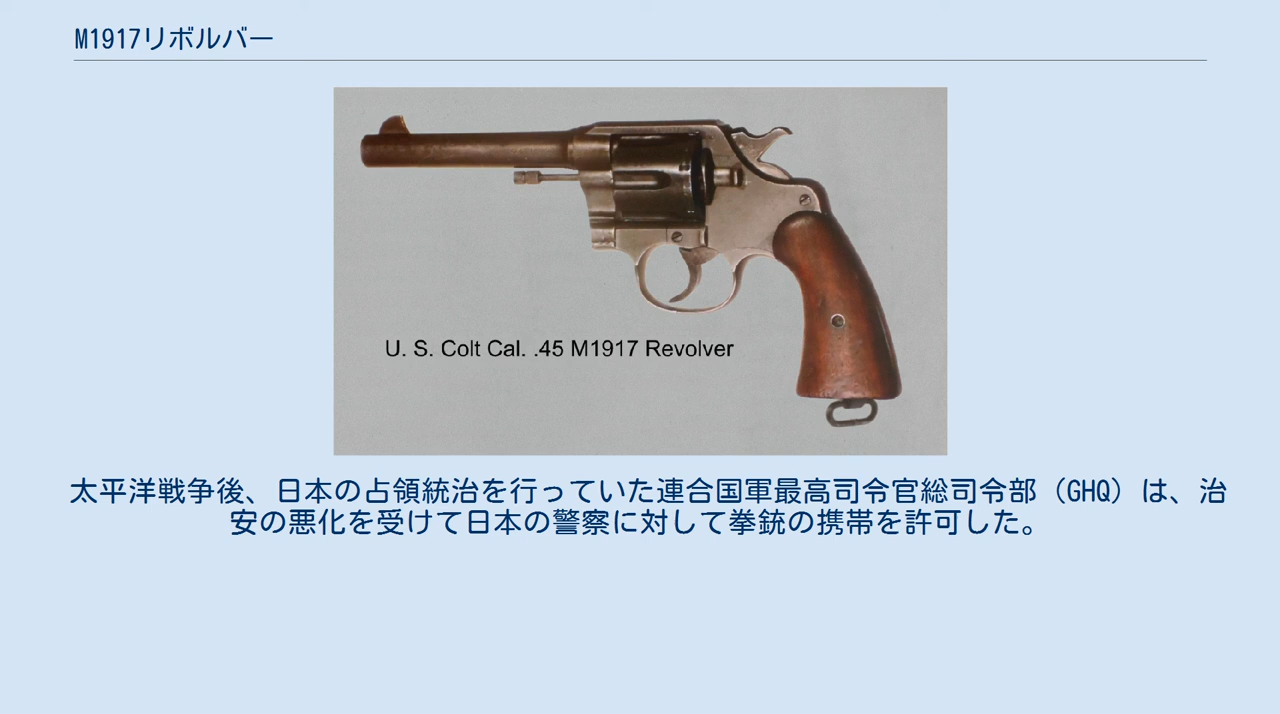 M1917リボルバー
U. S. Colt Cal. .45 M1917 Revolver
太平洋戦争後、日本の占領統治を行っていた連合国軍最高司令官総司令部（GHQ）は、治
安の悪化を受けて日本の警察に対して拳銃の携帯を許可した。